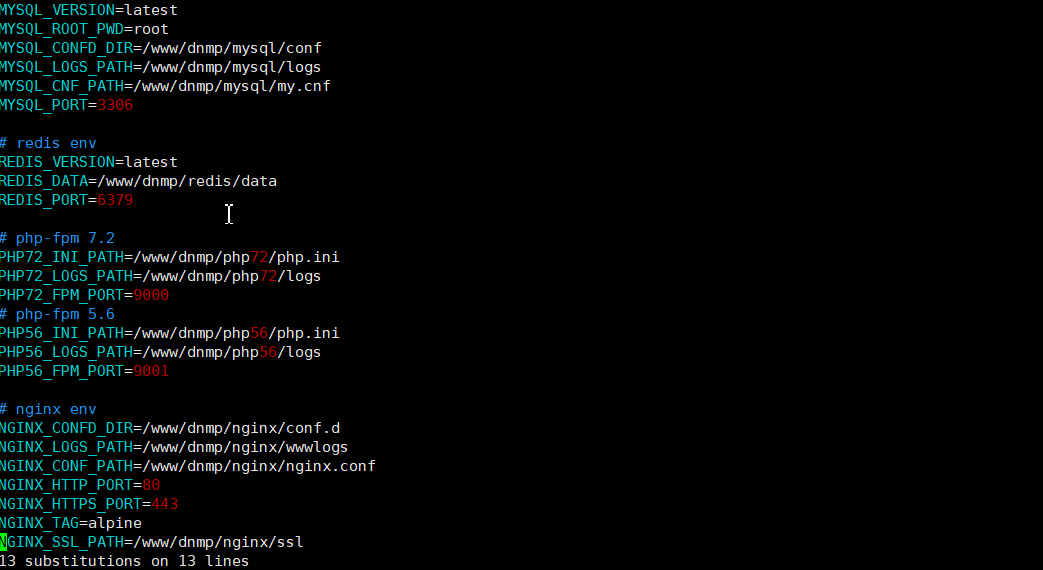 MYSQL_VERSION=latest
MYSQL_ROOT_PWD=root
MYSQL_CONFD_DIR=/www/dnmp/mysql/conf
MYSQL_LOGS_PATH=/www/dnmp/mysql/logs
MYSQL_CNF_PATH=/www/dnmp/mysql/my.cnf
MYSQL_PORT=3306
# redis env
REDIS_VERSION=latest
REDIS_DATA=/www/dnmp/redis/data
REDIS_PORT=6379
# php-fpm 7.2
PHP72_INI_PATH=/www/dnmp/php72/php.ini
PHP72_LOGS_PATH=/www/dnmp/php72/logs
PHP72_FPM_PORT=9000
# php-fpm 5.6
PHP56_INI_PATH=/www/dnmp/php56/php.ini
PHP56_LOGS_PATH=/www/dnmp/php56/logs
PHP56_FPM_PORT=9001
# nginx env
NGINX_CONFD_DIR=/www/dnmp/nginx/conf.d
NGINX_LOGS_PATH=/www/dnmp/nginx/wwwlogs
NGINX_CONF_PATH=/www/dnmp/nginx/nginx.conf
NGINX_HTTP_PORT=80
NGINX_HTTPS_PORT=443
NGINX_TAG=alpine
NGINX_SSL_PATH=/www/dnmp/nginx/ssl
13 substitutions on 13 lines